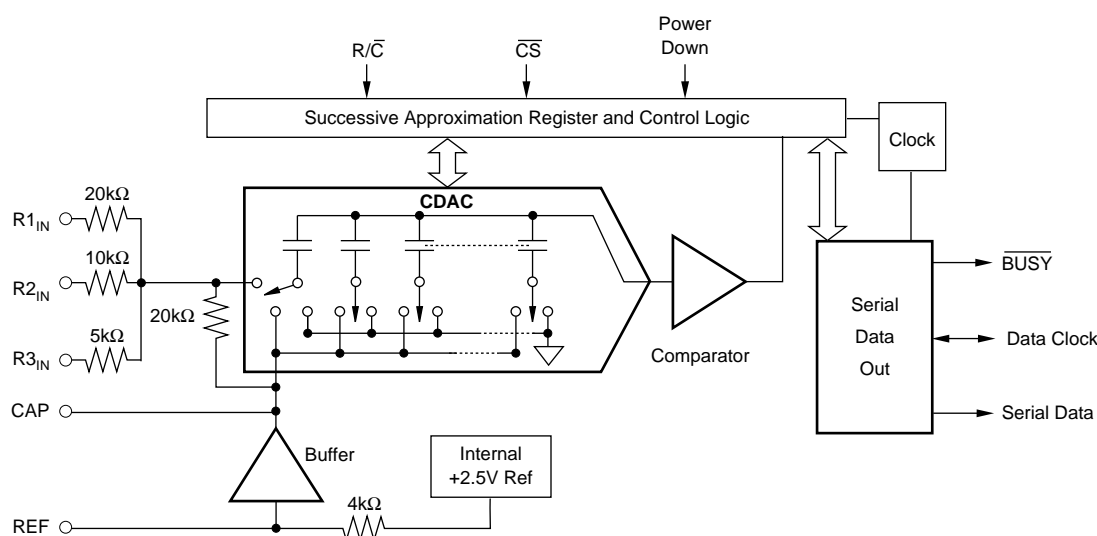 Power
Down
R/C̅
C̅S̅
Successive Approximation Register and Control Logic
Clock
CDAC
20kΩ
R1IN
10kΩ
R2IN
20kΩ
5kΩ
R3IN
Comparator
Serial
Data
Out
B̅U̅S̅Y̅
Data Clock
Serial Data
CAP
Buffer
Internal
+2.5V Ref
4kΩ
REF